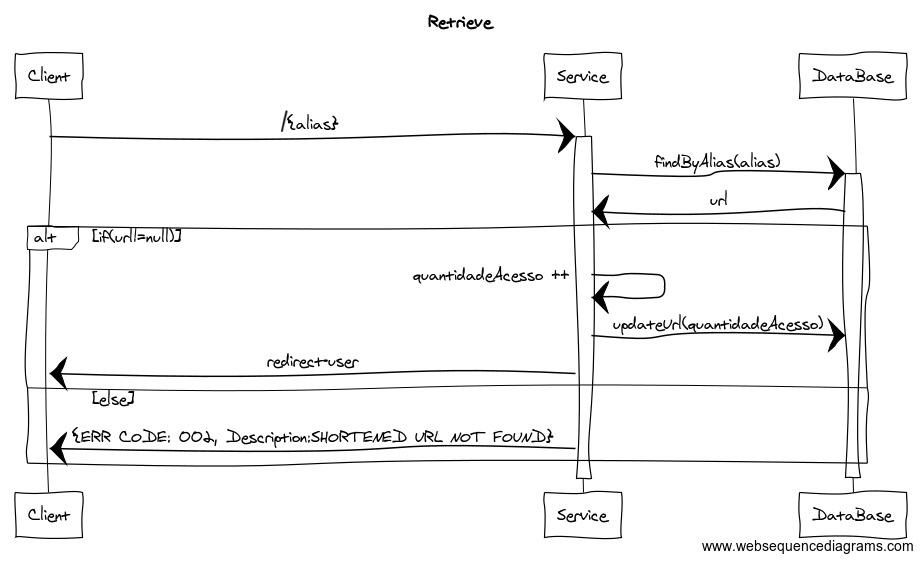 Retrieve
Client Service DataBase
/{alias}
findByAlias(alias)
url
alt [if(url!=null)]
quantidadeAcesso ++
updateUrl(quantidadeAcesso)
redirect-user
[else]
{ERR CODE: 002, Description:SHORTENED URL NOT FOUND}
Client Service DataBase
www.websequencediagrams.com